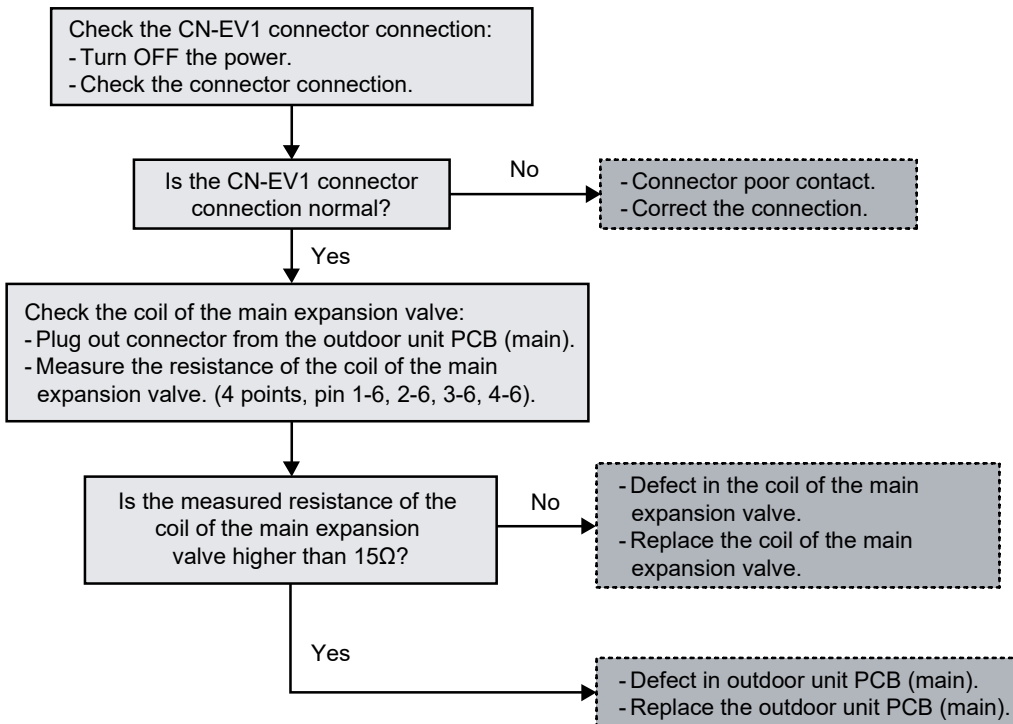 Check the CN-EV1 connector connection:
- Turn OFF the power.
- Check the connector connection.
Is the CN-EV1 connector
connection normal?
No
- Connector poor contact.
- Correct the connection.
Yes
Check the coil of the main expansion valve:
- Plug out connector from the outdoor unit PCB (main).
- Measure the resistance of the coil of the main
expansion valve. (4 points, pin 1-6, 2-6, 3-6, 4-6).
Is the measured resistance of the
coil of the main expansion
valve higher than 15Ω?
No
- Defect in the coil of the main
expansion valve.
- Replace the coil of the main
expansion valve.
Yes
- Defect in outdoor unit PCB (main).
- Replace the outdoor unit PCB (main).